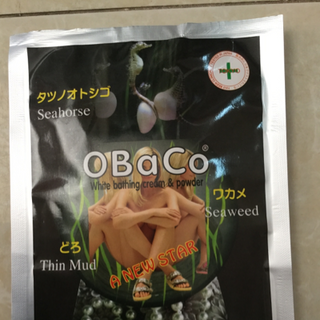 タツノオトシゴ
Seahorse
OBaCo®
White bathing cream & powder
ワカメ
Seaweed
どろ
Thin Mud
A NEW STAR